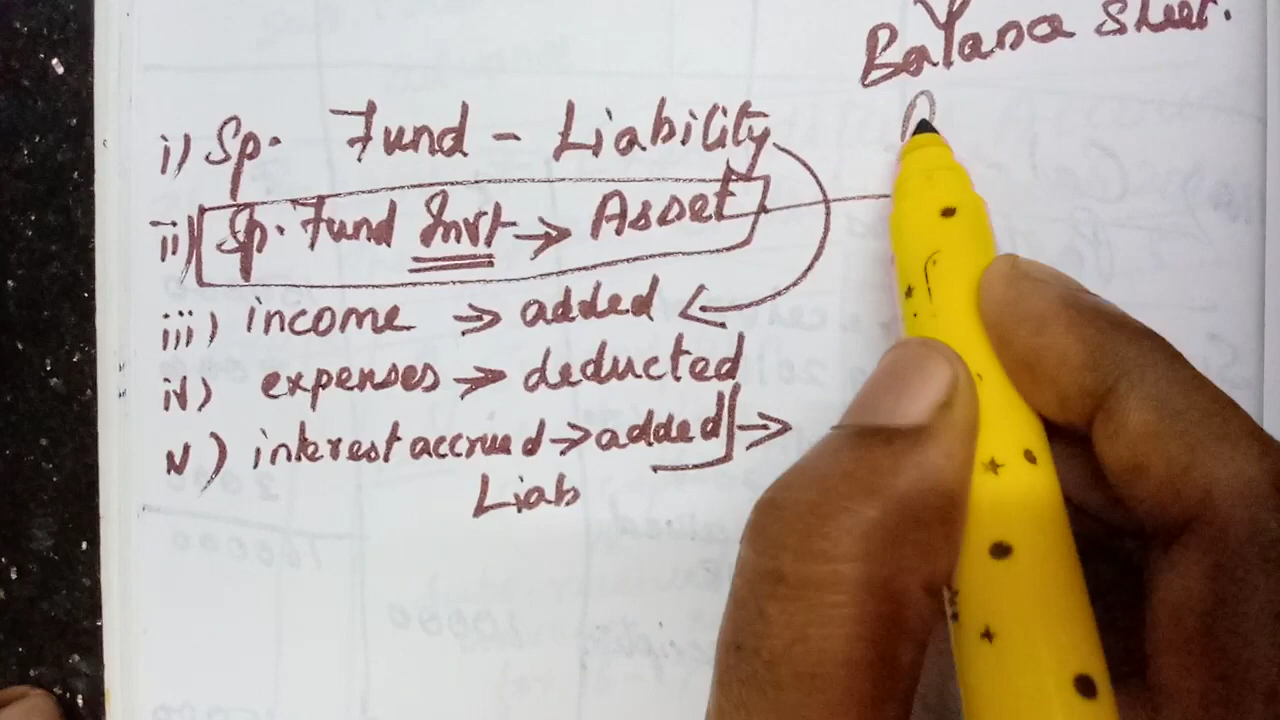 Balance Sheet.
i) Sp. Fund - Liability
ii) Sp. Fund Invt → Asset
iii) income → added
iv) expenses → deducted
v) interest accrued → added →
Liab